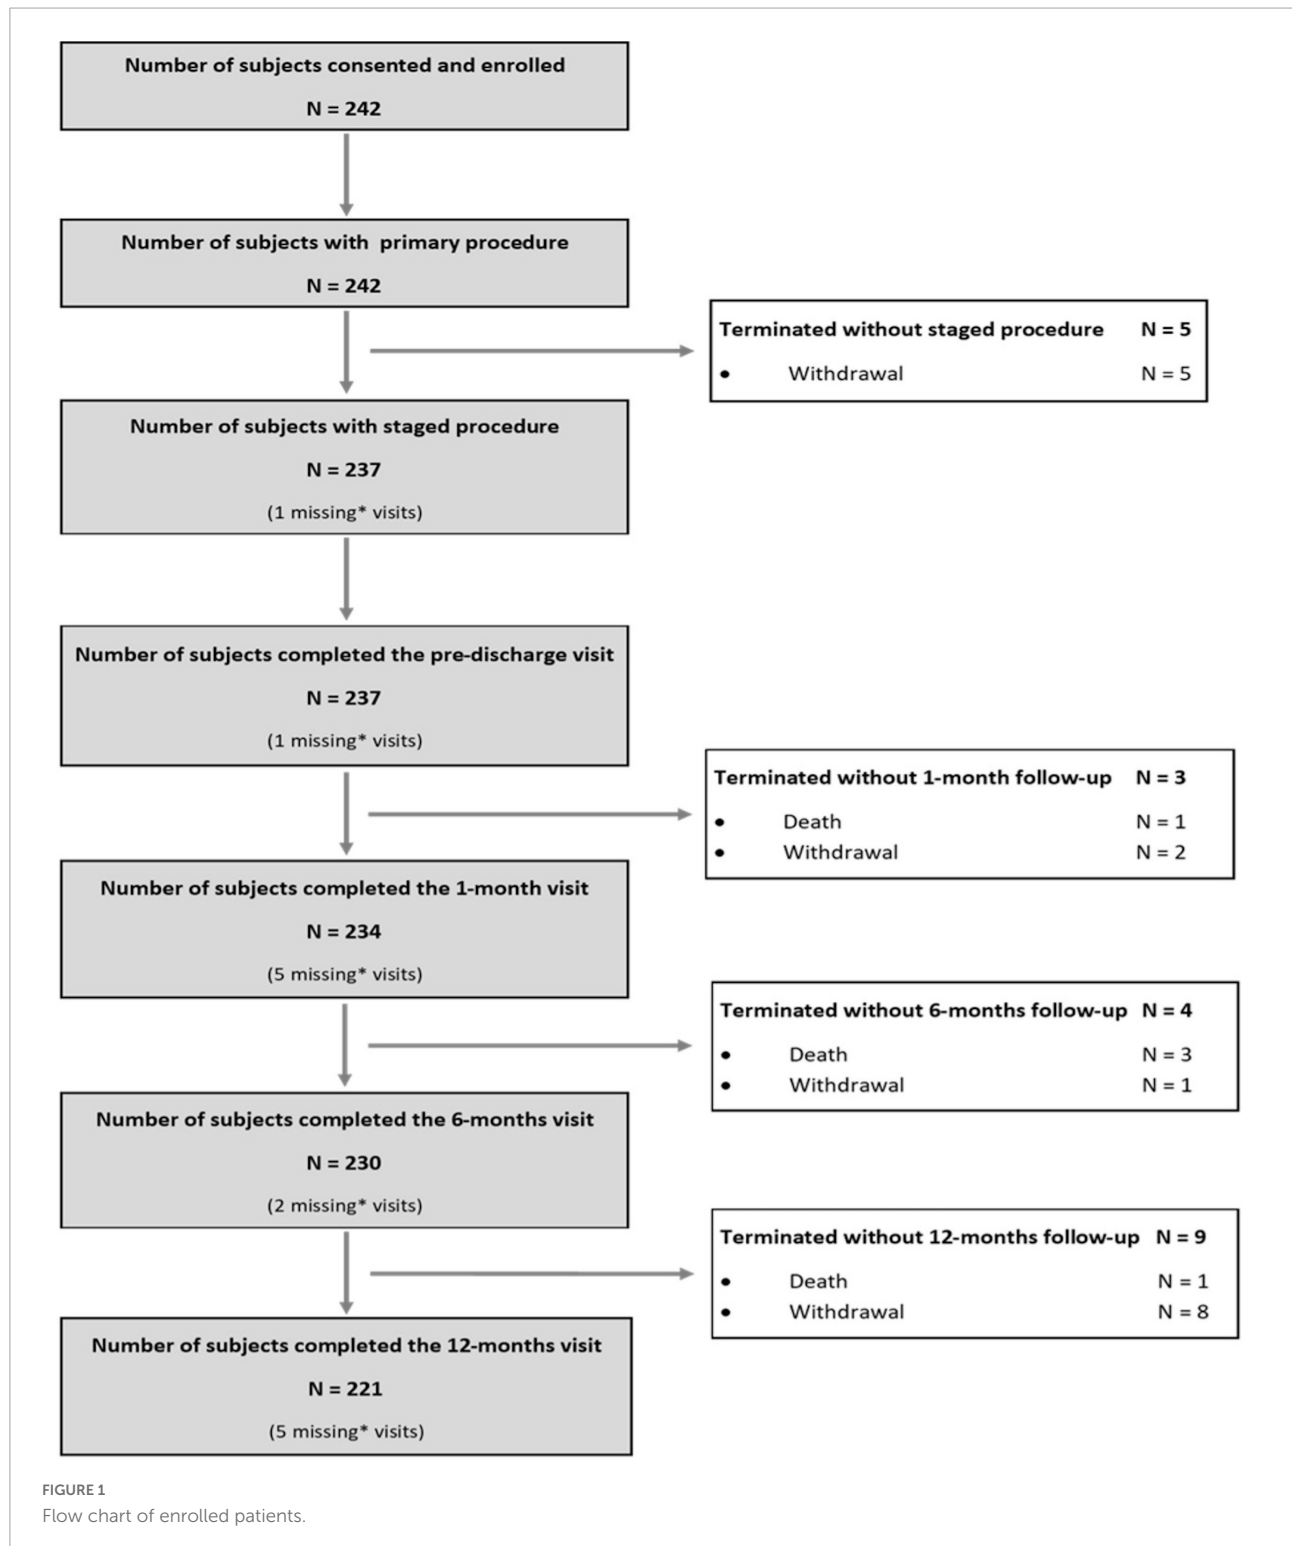 Number of subjects consented and enrolled
N = 242
Number of subjects with primary procedure
N = 242
Terminated without staged procedure N = 5
• Withdrawal N = 5
Number of subjects with staged procedure
N = 237
(1 missing* visits)
Number of subjects completed the pre-discharge visit
N = 237
(1 missing* visits)
Terminated without 1-month follow-up N = 3
• Death N = 1
• Withdrawal N = 2
Number of subjects completed the 1-month visit
N = 234
(5 missing* visits)
Terminated without 6-months follow-up N = 4
• Death N = 3
• Withdrawal N = 1
Number of subjects completed the 6-months visit
N = 230
(2 missing* visits)
Terminated without 12-months follow-up N = 9
• Death N = 1
• Withdrawal N = 8
Number of subjects completed the 12-months visit
N = 221
(5 missing* visits)
FIGURE 1
Flow chart of enrolled patients.